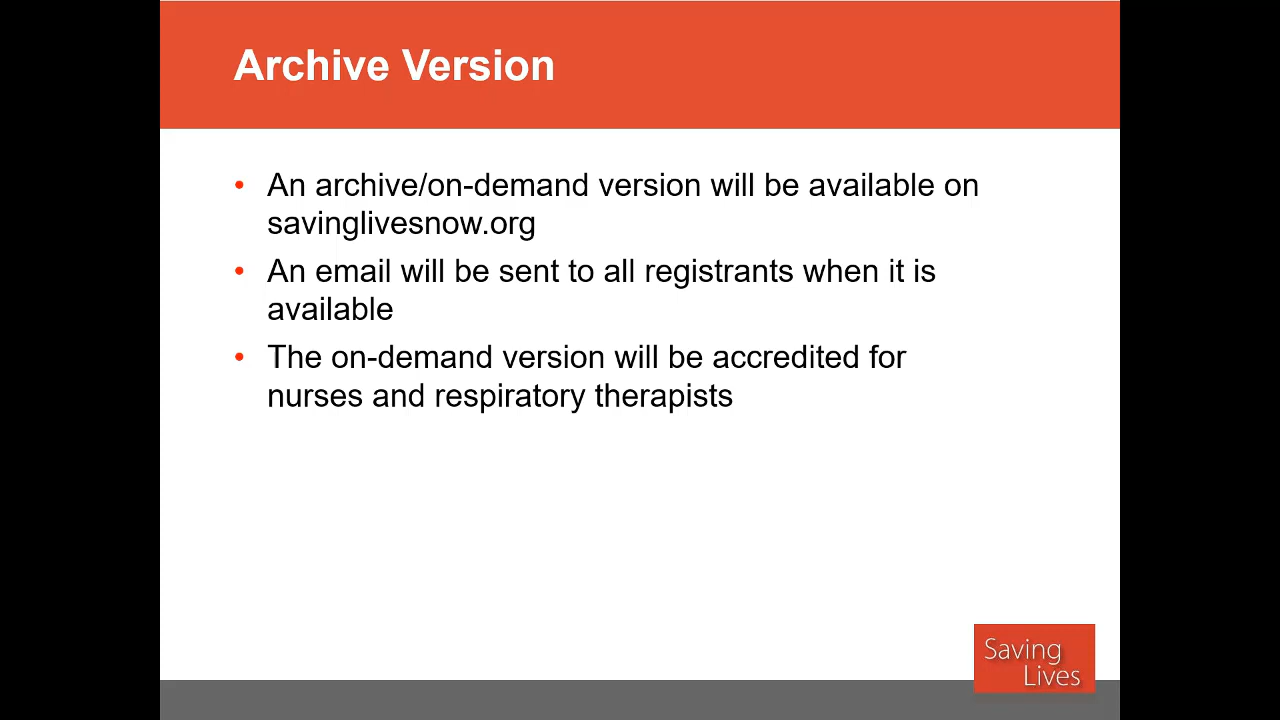 Archive Version
• An archive/on-demand version will be available on
savinglivesnow.org
• An email will be sent to all registrants when it is
available
• The on-demand version will be accredited for
nurses and respiratory therapists
Saving
Lives